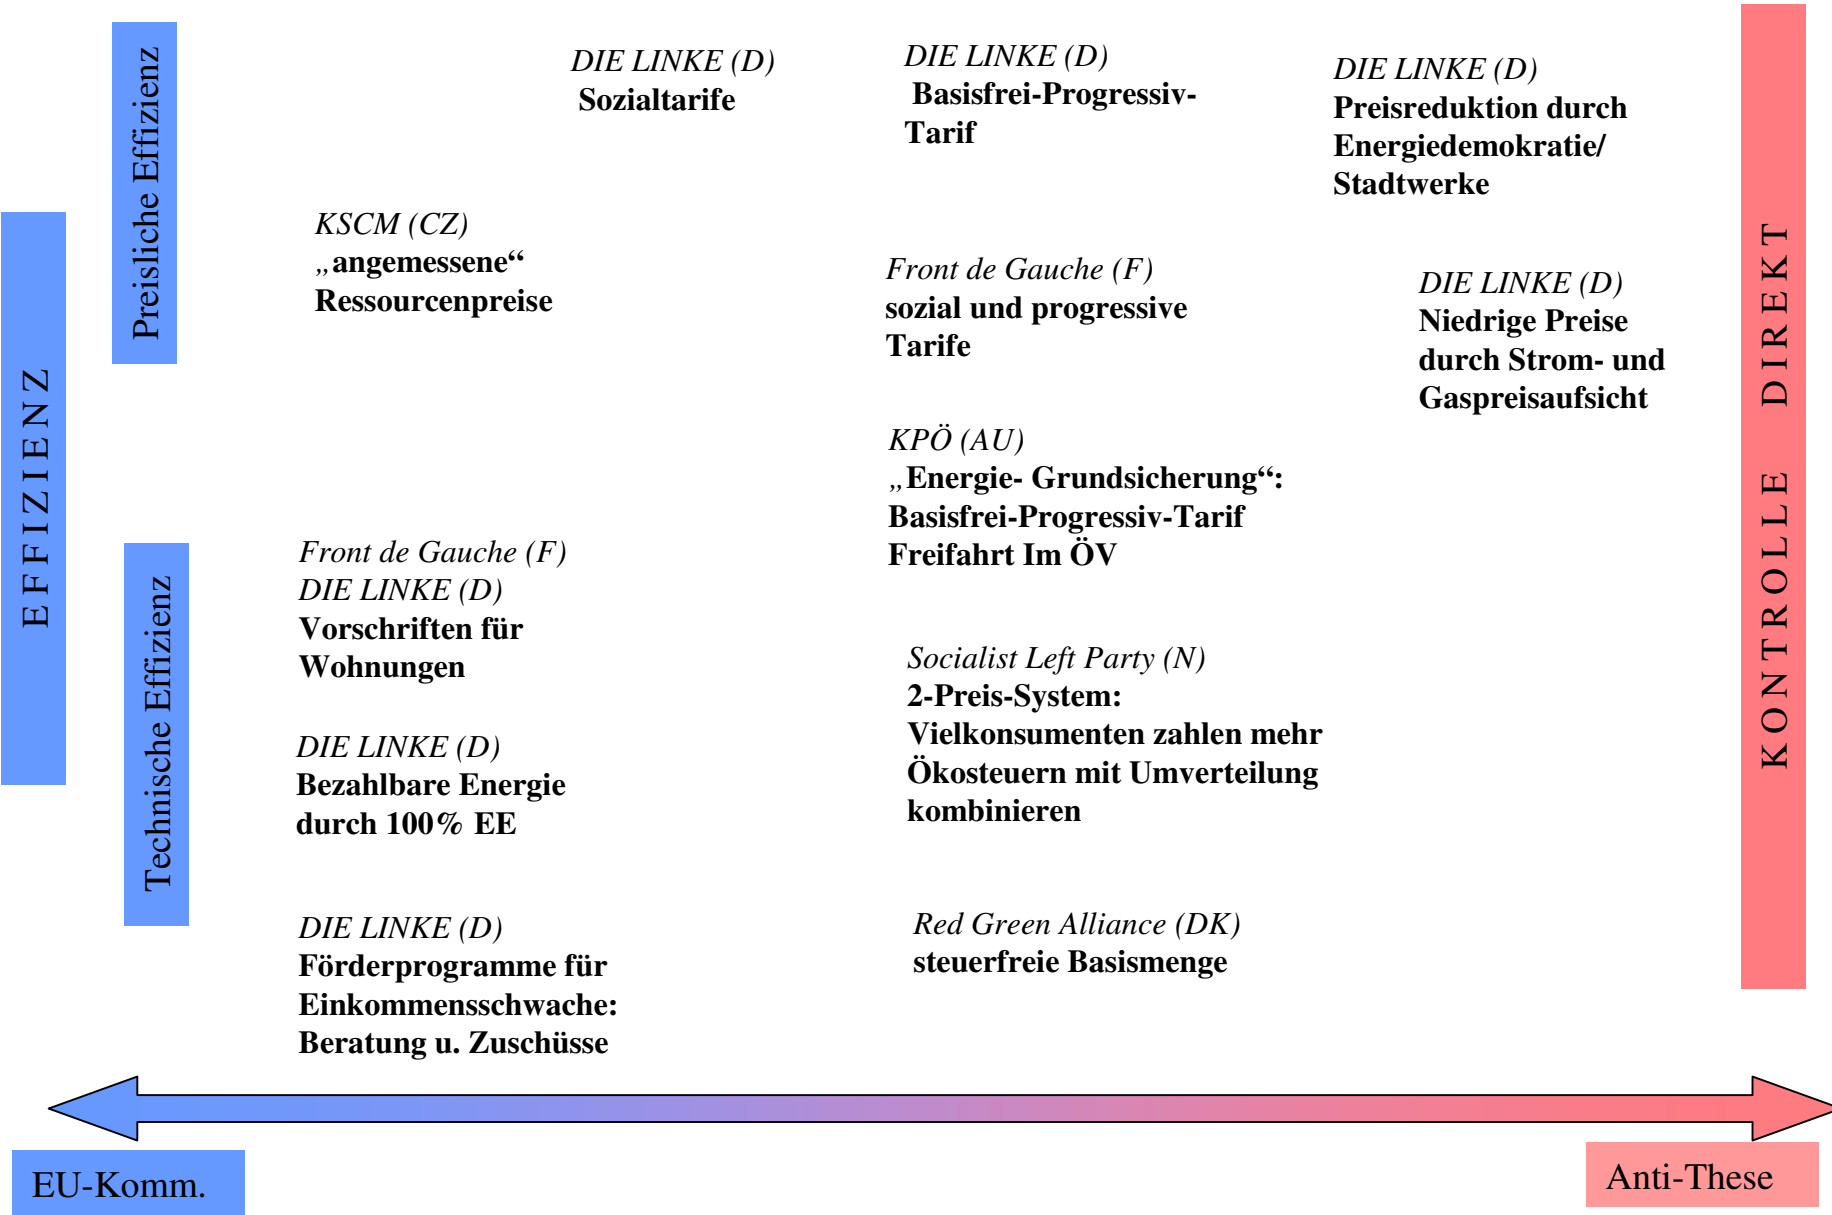 EFFIZIENZ
Preisliche Effizienz
Technische Effizienz
DIE LINKE (D)
Sozialtarife
DIE LINKE (D)
Basisfrei-Progressiv-
Tarif
DIE LINKE (D)
Preisreduktion durch
Energiedemokratie/
Stadtwerke
KSCM (CZ)
„angemessene“
Ressourcenpreise
Front de Gauche (F)
sozial und progressive
Tarife
DIE LINKE (D)
Niedrige Preise
durch Strom- und
Gaspreisaufsicht
KPÖ (AU)
„Energie- Grundsicherung“:
Basisfrei-Progressiv-Tarif
Freifahrt Im ÖV
Front de Gauche (F)
DIE LINKE (D)
Vorschriften für
Wohnungen
Socialist Left Party (N)
2-Preis-System:
Vielkonsumenten zahlen mehr
Ökosteuern mit Umverteilung
kombinieren
DIE LINKE (D)
Bezahlbare Energie
durch 100% EE
DIE LINKE (D)
Förderprogramme für
Einkommensschwache:
Beratung u. Zuschüsse
Red Green Alliance (DK)
steuerfreie Basismenge
KONTROLLE DIREKT
EU-Komm.
Anti-These